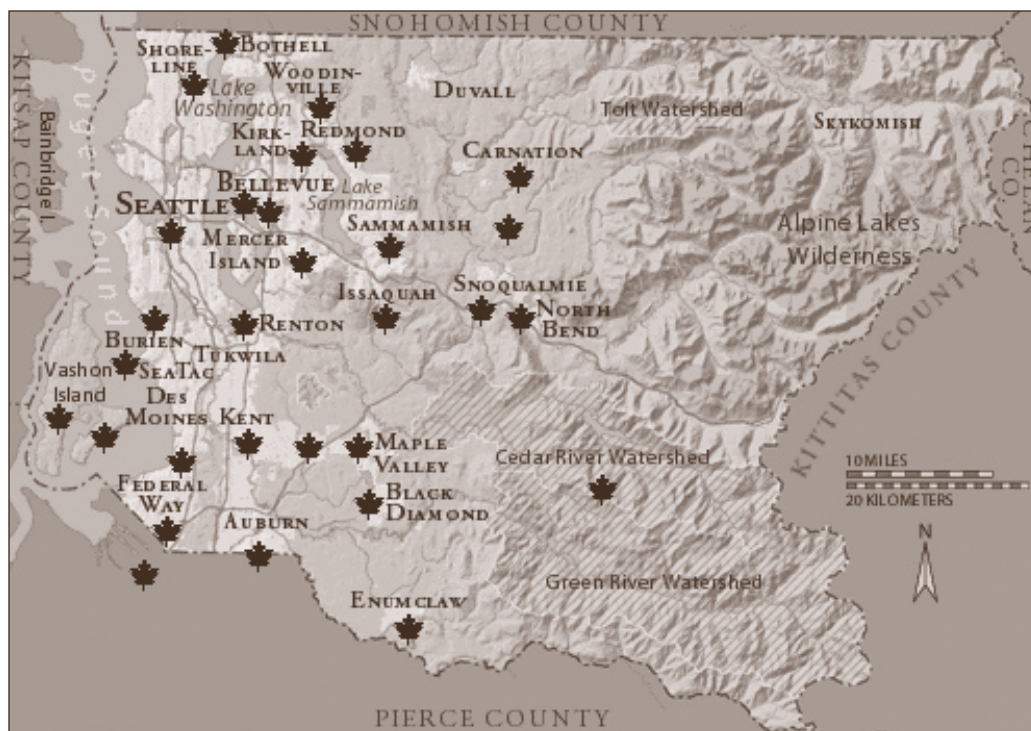 SNOHOMISH COUNTY
SHORE-
LINE
BOTHELL
WOODIN-
VILLE
Lake
Washington
DUVALL
Tolt Watershed
SKYKOMISH
KITSAP COUNTY
Bainbridge I.
Puget Sound
KIRK-
LAND
REDMOND
CARNATION
CO.
BELLEVUE
Lake
Sammamish
SEATTLE
SAMMAMISH
MERCER
ISLAND
Alpine Lakes
Wilderness
ISSAQUAH
SNOQUALMIE
NORTH
BEND
RENTON
BURIEN
TUKWILA
Vashon
Island
SEATAC
DES
MOINES
KENT
KITTITAS COUNTY
MAPLE
VALLEY
Cedar River Watershed
10 MILES
20 KILOMETERS
FEDERAL
WAY
BLACK
DIAMOND
AUBURN
N
Green River Watershed
ENUMCLAW
PIERCE COUNTY